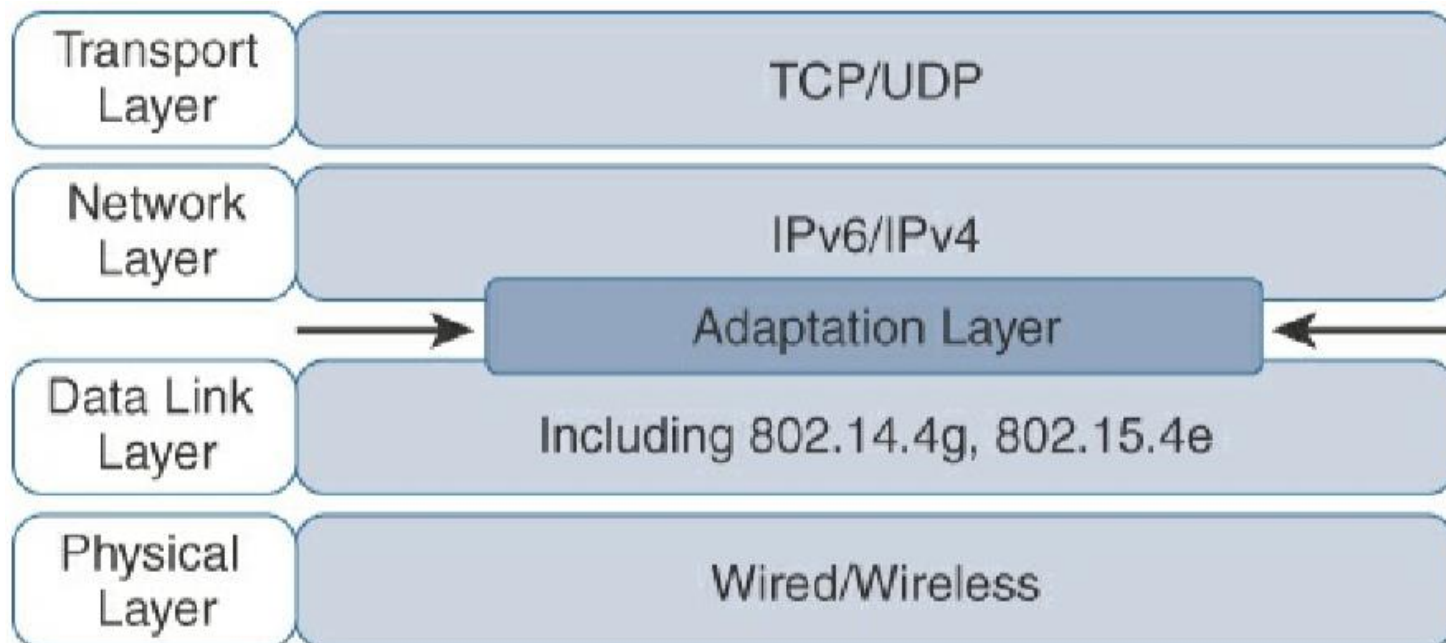 Transport
Layer
TCP/UDP
Network
Layer
IPv6/IPv4
Adaptation Layer
Data Link
Layer
Including 802.14.4g, 802.15.4e
Physical
Layer
Wired/Wireless